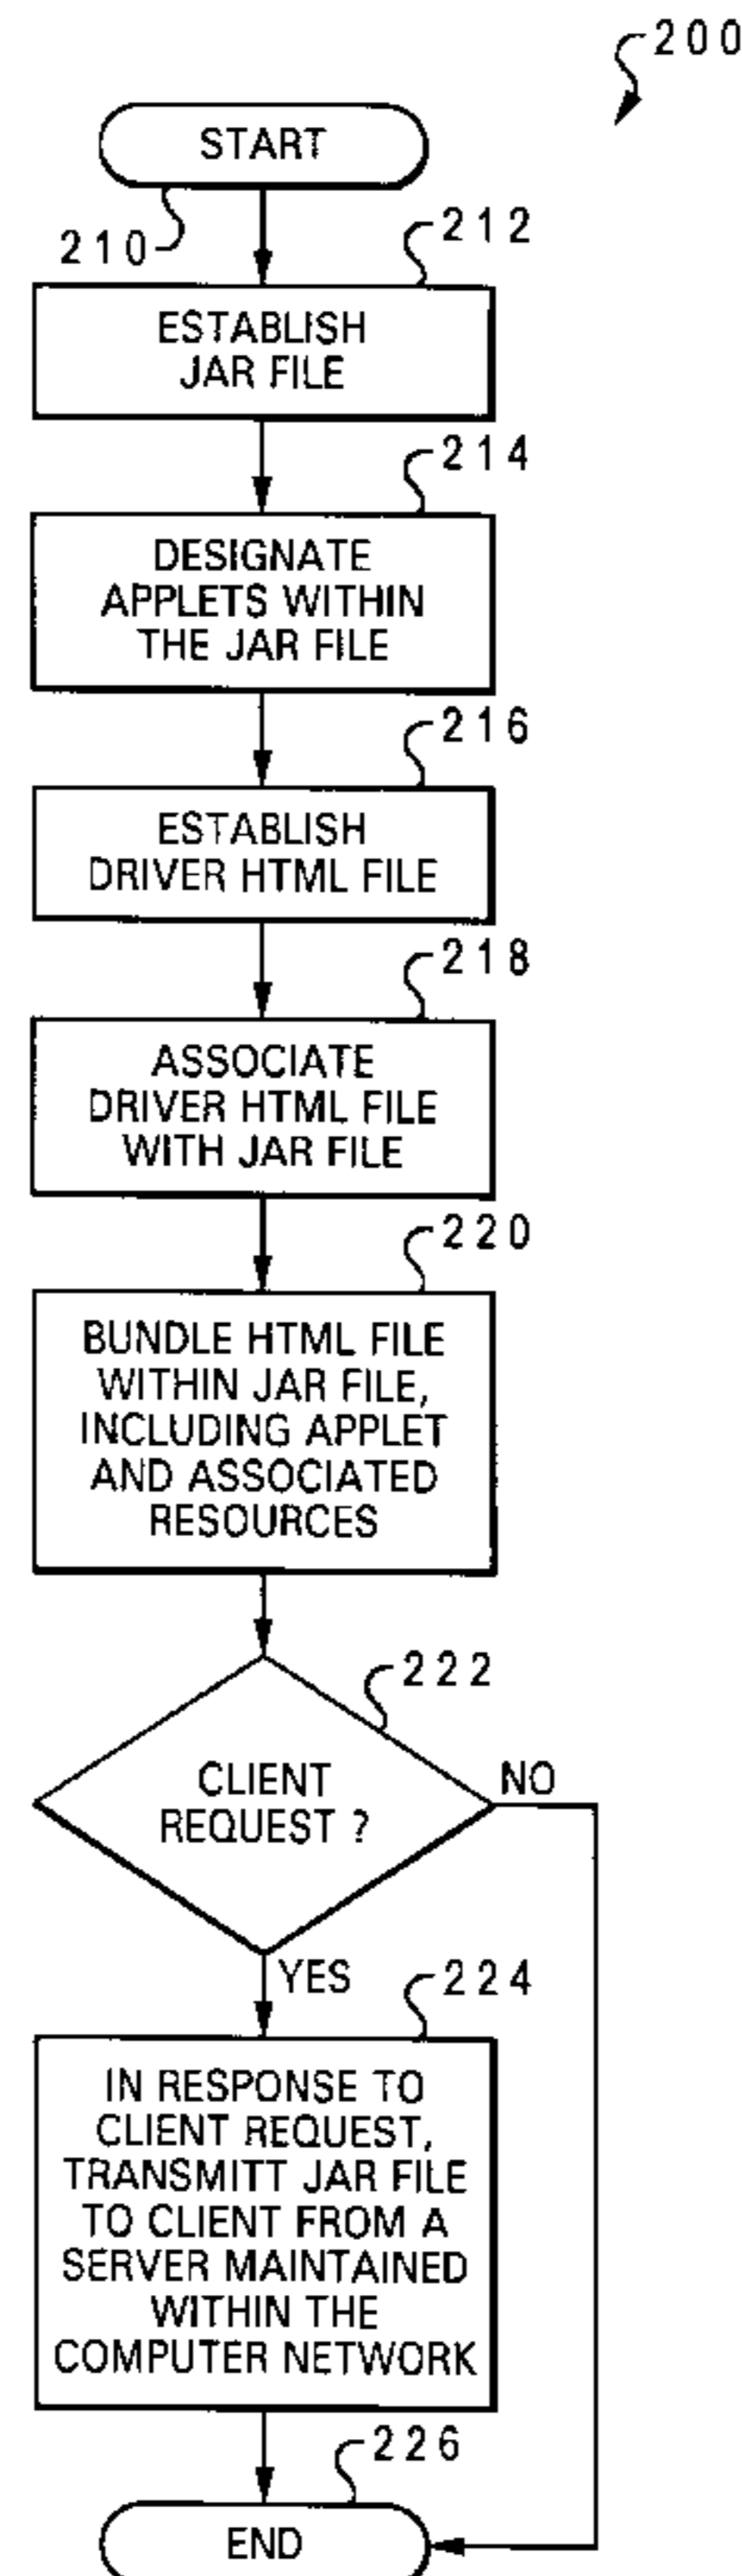 200
START
210
212
ESTABLISH
JAR FILE
214
DESIGNATE
APPLETS WITHIN
THE JAR FILE
216
ESTABLISH
DRIVER HTML FILE
218
ASSOCIATE
DRIVER HTML FILE
WITH JAR FILE
220
BUNDLE HTML FILE
WITHIN JAR FILE,
INCLUDING APPLET
AND ASSOCIATED
RESOURCES
222
CLIENT
REQUEST ?
NO
YES
224
IN RESPONSE TO
CLIENT REQUEST,
TRANSMITT JAR FILE
TO CLIENT FROM A
SERVER MAINTAINED
WITHIN THE
COMPUTER NETWORK
226
END